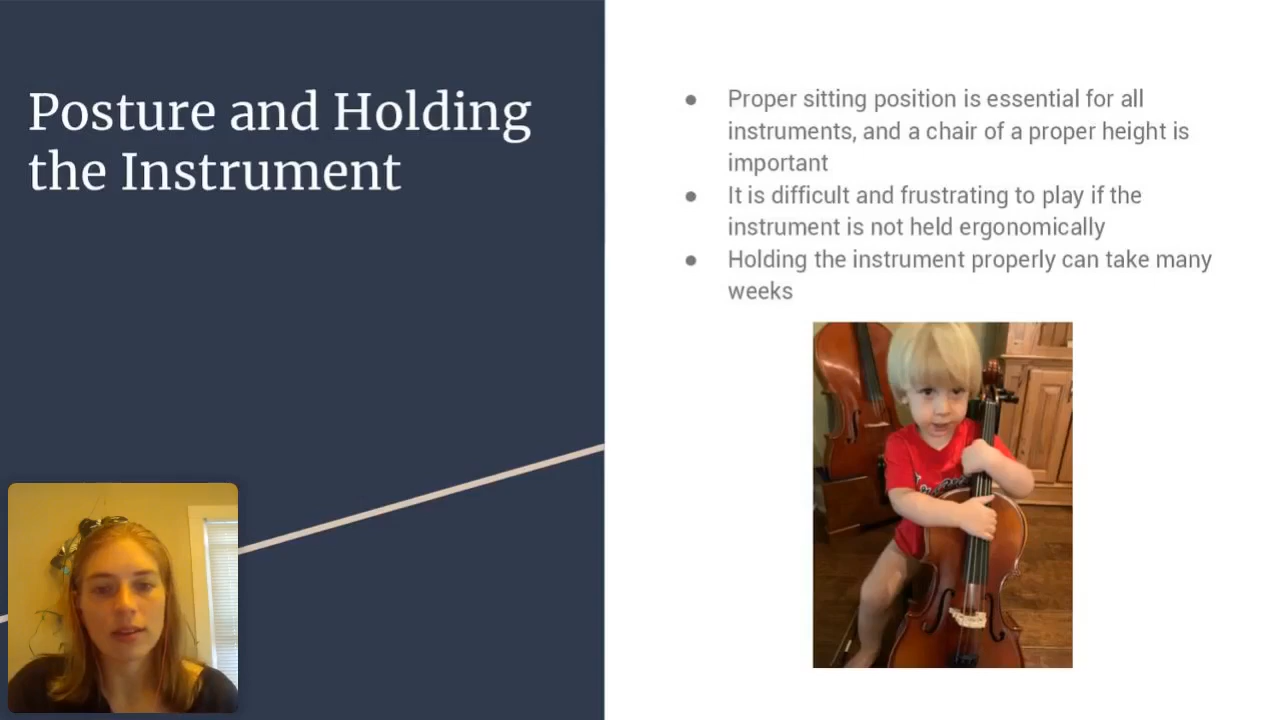 Posture and Holding
the Instrument
● Proper sitting position is essential for all
instruments, and a chair of a proper height is
important
● It is difficult and frustrating to play if the
instrument is not held ergonomically
● Holding the instrument properly can take many
weeks